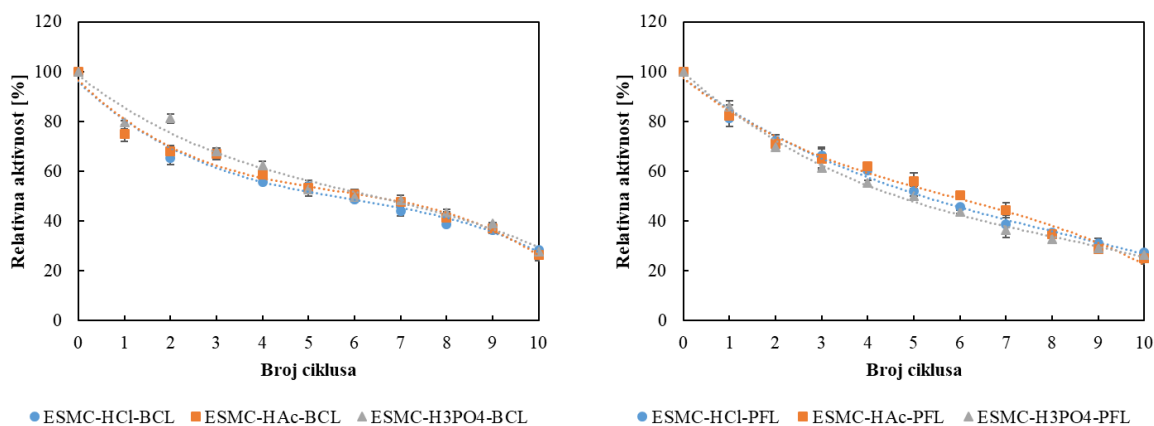 Relativna aktivnost [%]
120
100
80
60
40
20
0
0 1 2 3 4 5 6 7 8 9 10
Broj ciklusa
ESMC-HCl-BCL ESMC-HAc-BCL ESMC-H3PO4-BCL
Relativna aktivnost [%]
120
100
80
60
40
20
0
0 1 2 3 4 5 6 7 8 9 10
Broj ciklusa
ESMC-HCl-PFL ESMC-HAc-PFL ESMC-H3PO4-PFL